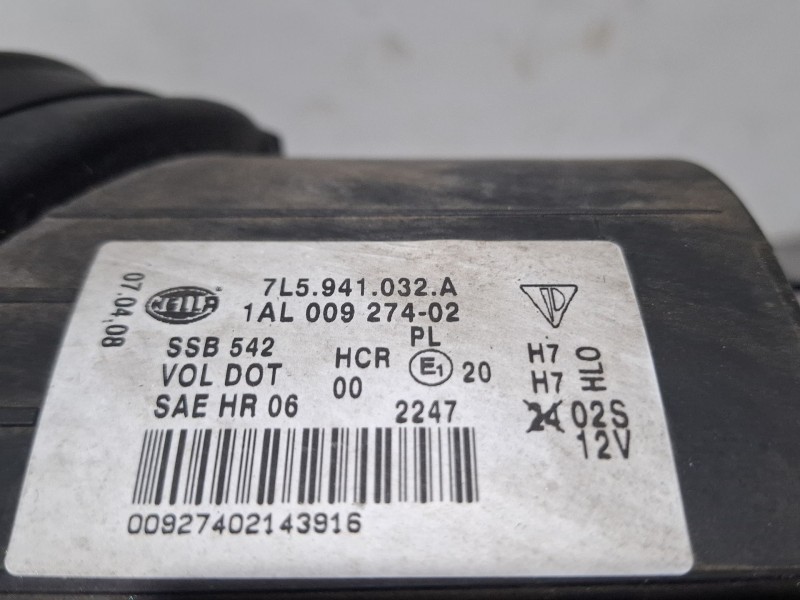 07.04.08
HELLA ®
7L5.941.032.A
1AL 009 274-02
SSB 542
VOL DOT
SAE HR 06
HCR
00
PL
E1 20
2247
H7
H7
HL0
24 02S
12V
00927402143916